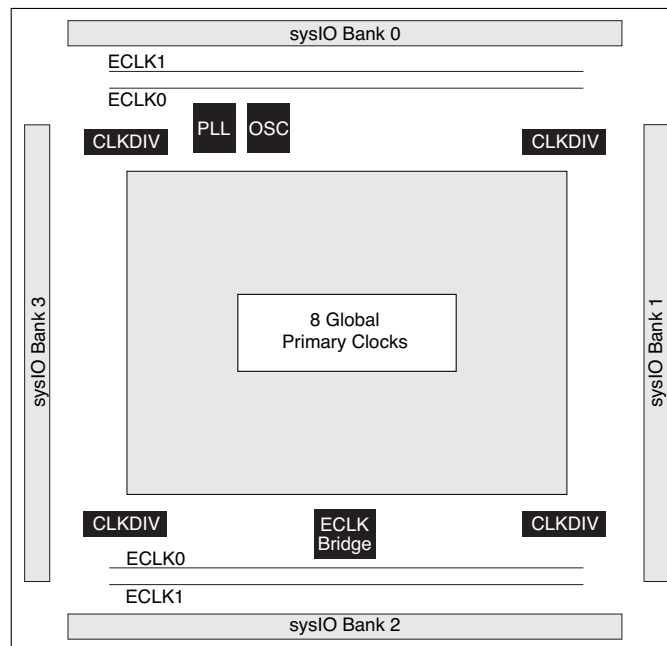 sysIO Bank 0
ECLK1
ECLK0
PLL
OSC
CLKDIV
CLKDIV
sysIO Bank 3
8 Global
Primary Clocks
sysIO Bank 1
CLKDIV
ECLK
Bridge
CLKDIV
ECLK0
ECLK1
sysIO Bank 2